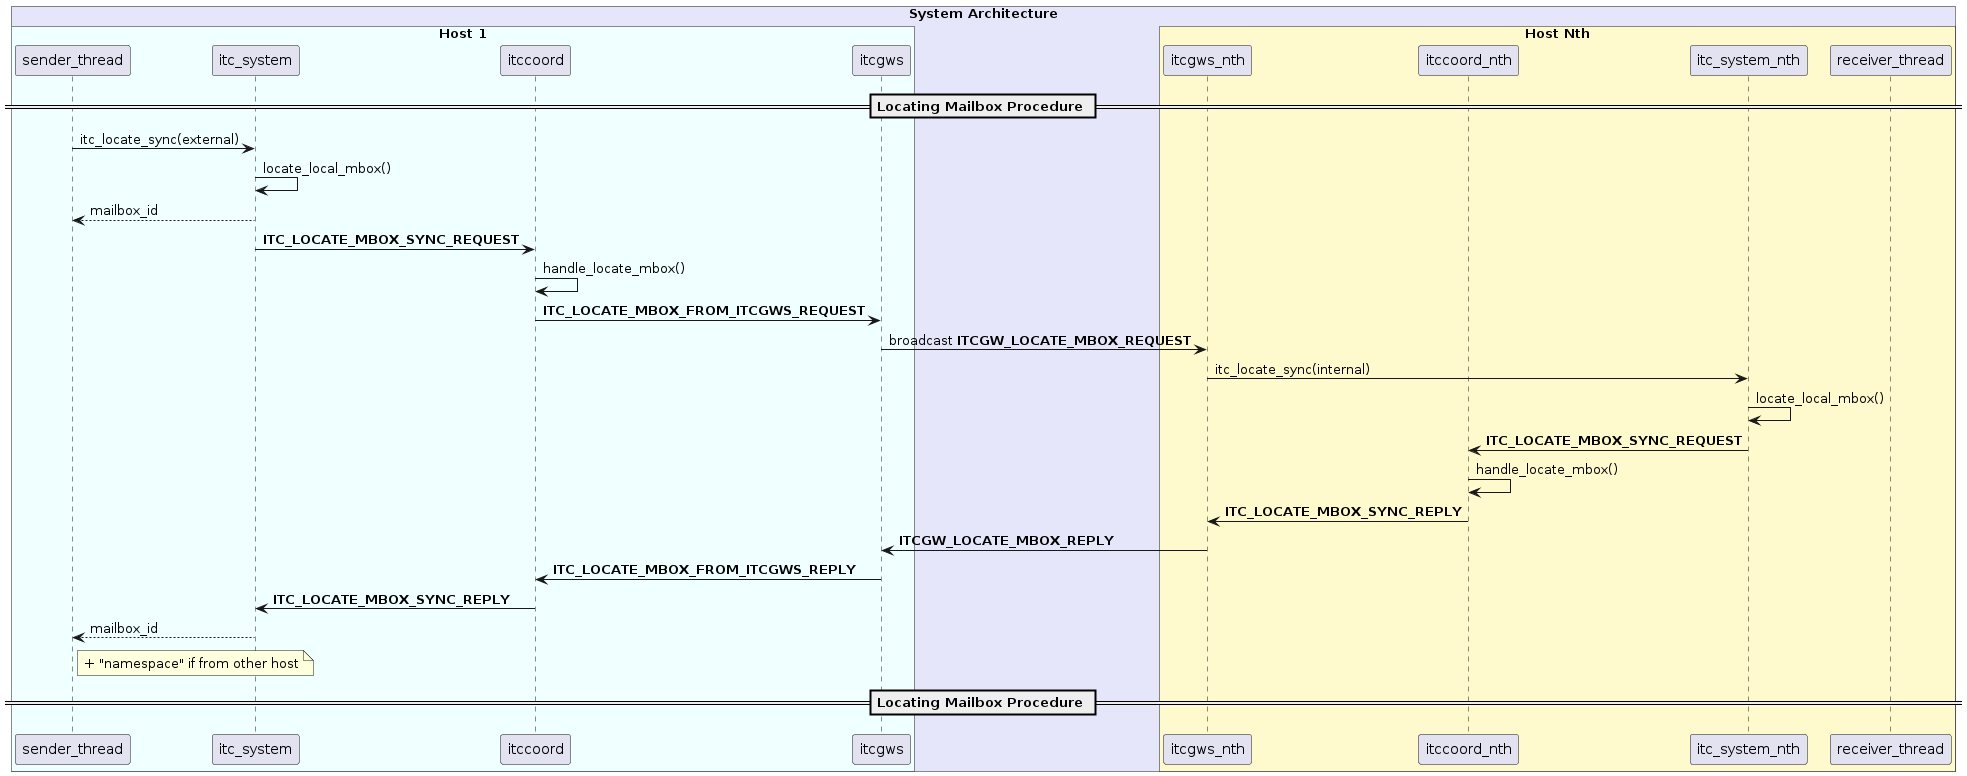 System Architecture
Host 1
Host Nth
sender_thread
itc_system
itccoord
itcgws
itcgws_nth
itccoord_nth
itc_system_nth
receiver_thread
Locating Mailbox Procedure
itc_locate_sync(external)
locate_local_mbox()
mailbox_id
ITC_LOCATE_MBOX_SYNC_REQUEST
handle_locate_mbox()
ITC_LOCATE_MBOX_FROM_ITCGWS_REQUEST
broadcast ITCGW_LOCATE_MBOX_REQUEST
itc_locate_sync(internal)
locate_local_mbox()
ITC_LOCATE_MBOX_SYNC_REQUEST
handle_locate_mbox()
ITC_LOCATE_MBOX_SYNC_REPLY
ITCGW_LOCATE_MBOX_REPLY
ITC_LOCATE_MBOX_FROM_ITCGWS_REPLY
ITC_LOCATE_MBOX_SYNC_REPLY
mailbox_id
+ "namespace" if from other host
Locating Mailbox Procedure
sender_thread
itc_system
itccoord
itcgws
itcgws_nth
itccoord_nth
itc_system_nth
receiver_thread